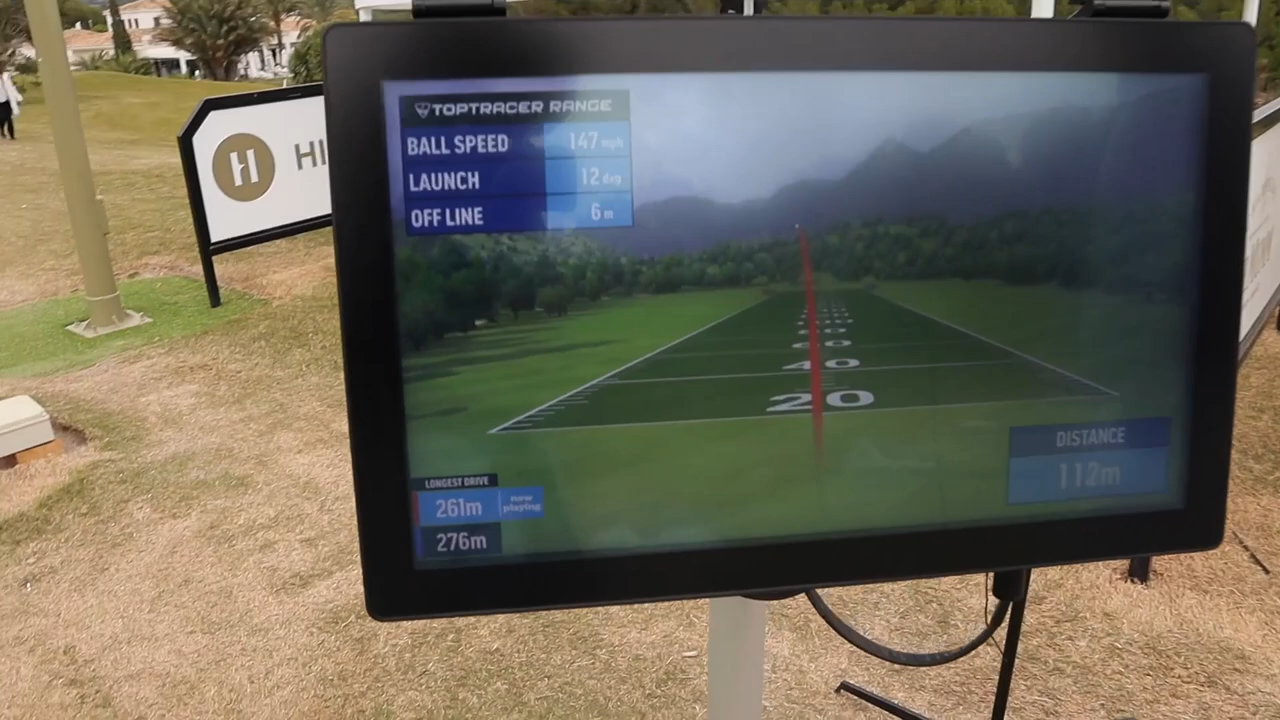 TOPTRACER RANGE
BALL SPEED 147 mph
LAUNCH 12 deg
OFF LINE 6 m
H HI
40
20
DISTANCE
112m
LONGEST DRIVE
261m now playing
276m